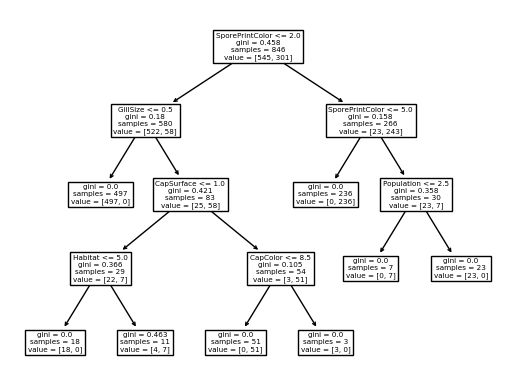 SporePrintColor <= 2.0
gini = 0.458
samples = 846
value = [545, 301]
GillSize <= 0.5
gini = 0.18
samples = 580
value = [522, 58]
SporePrintColor <= 5.0
gini = 0.158
samples = 266
value = [23, 243]
gini = 0.0
samples = 497
value = [497, 0]
CapSurface <= 1.0
gini = 0.421
samples = 83
value = [25, 58]
gini = 0.0
samples = 236
value = [0, 236]
Population <= 2.5
gini = 0.358
samples = 30
value = [23, 7]
Habitat <= 5.0
gini = 0.366
samples = 29
value = [22, 7]
CapColor <= 8.5
gini = 0.105
samples = 54
value = [3, 51]
gini = 0.0
samples = 7
value = [0, 7]
gini = 0.0
samples = 23
value = [23, 0]
gini = 0.0
samples = 18
value = [18, 0]
gini = 0.463
samples = 11
value = [4, 7]
gini = 0.0
samples = 51
value = [0, 51]
gini = 0.0
samples = 3
value = [3, 0]